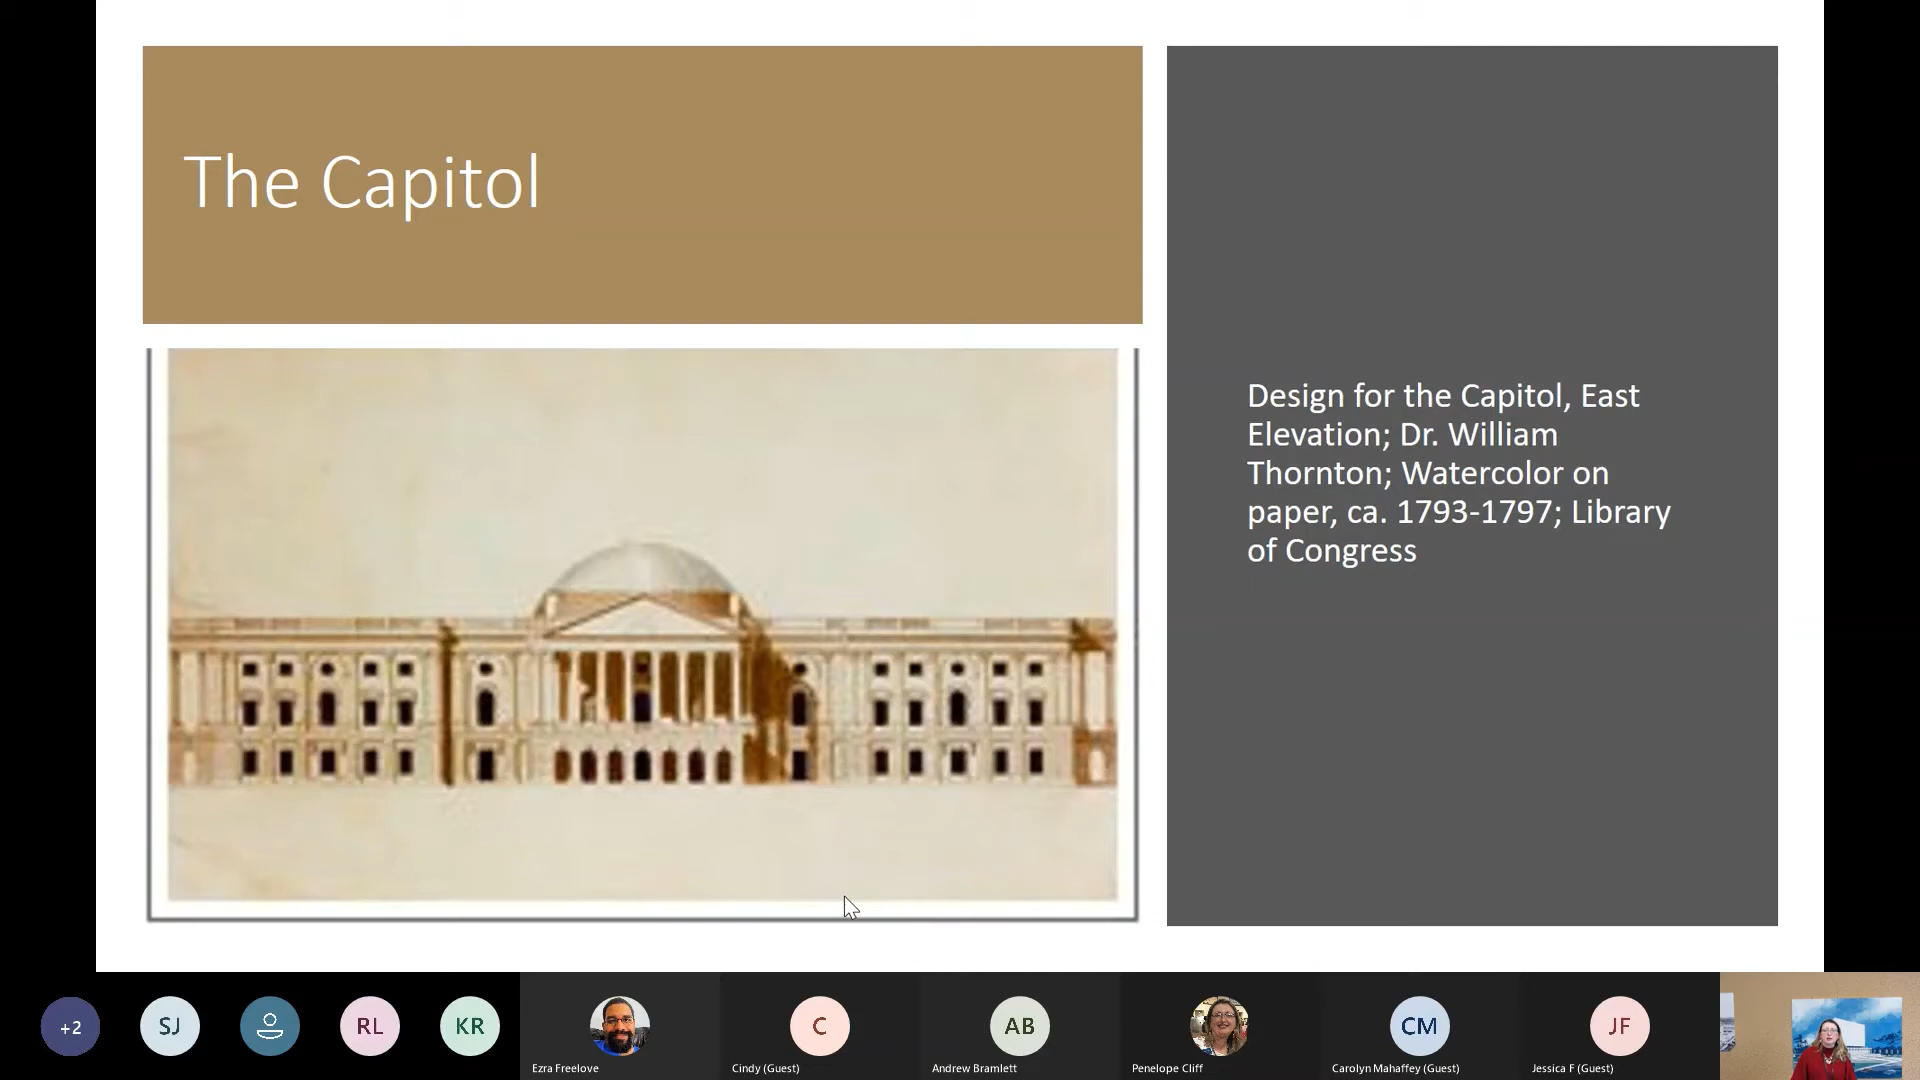 The Capitol
Design for the Capitol, East
Elevation; Dr. William
Thornton; Watercolor on
paper, ca. 1793-1797; Library
of Congress
+2
SJ
RL
KR
C
AB
CM
JF
Ezra Freelove
Cindy (Guest)
Andrew Bramlett
Penelope Cliff
Carolyn Mahaffey (Guest)
Jessica F (Guest)